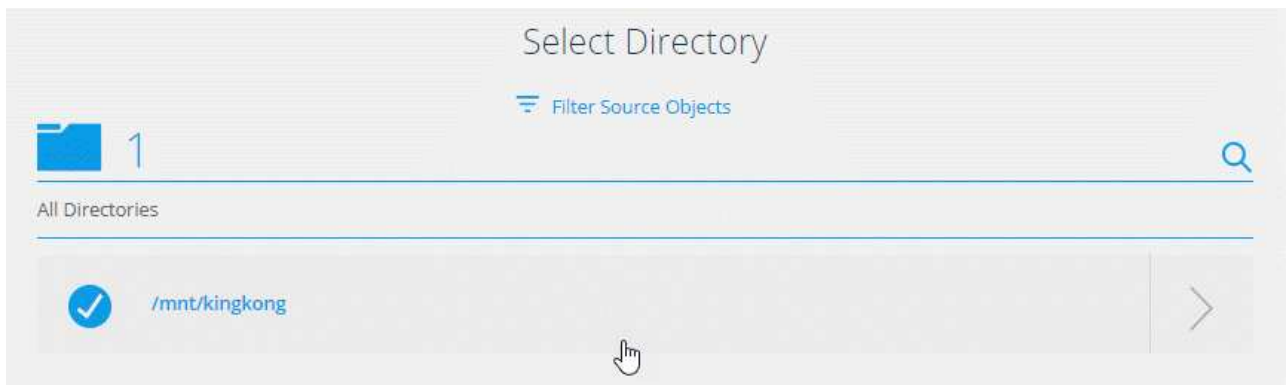 Select Directory
Filter Source Objects
1
All Directories
/mnt/kingkong